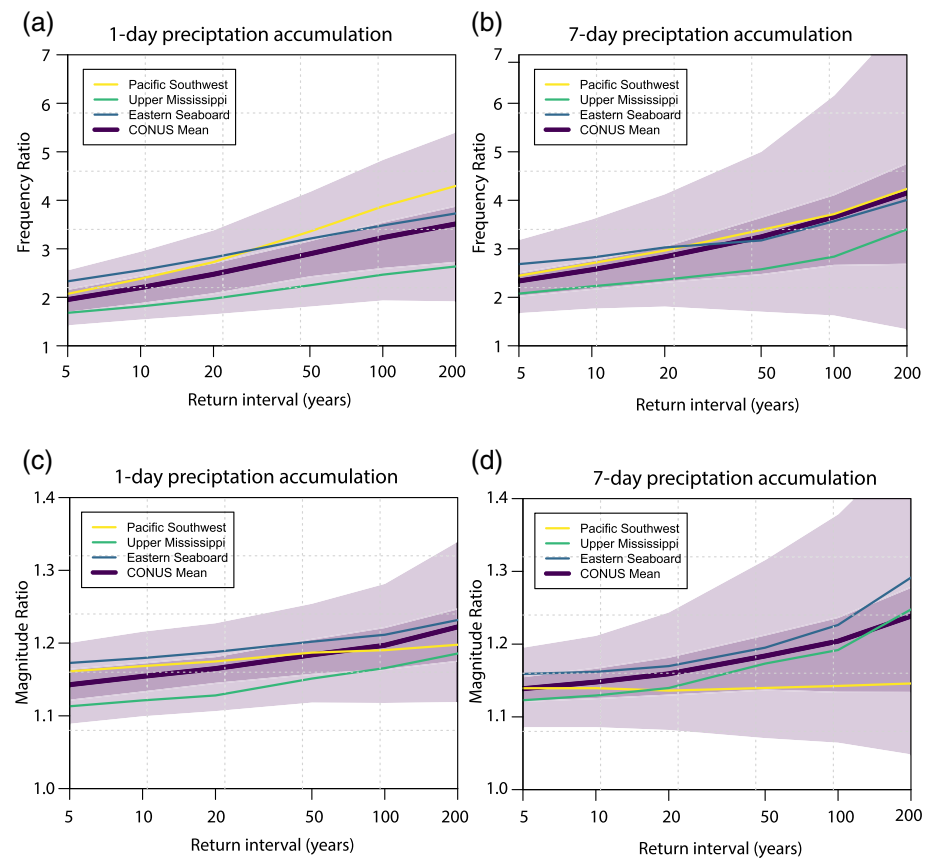 (a)
1-day preciptation accumulation
7
6
5
4
3
2
1
Frequency Ratio
Pacific Southwest
Upper Mississippi
Eastern Seaboard
CONUS Mean
5 10 20 50 100 200
Return interval (years)
(b)
7-day preciptation accumulation
7
6
5
4
3
2
1
Frequency Ratio
Pacific Southwest
Upper Mississippi
Eastern Seaboard
CONUS Mean
5 10 20 50 100 200
Return interval (years)
(c)
1-day preciptation accumulation
1.4
1.3
1.2
1.1
1.0
Magnitude Ratio
Pacific Southwest
Upper Mississippi
Eastern Seaboard
CONUS Mean
5 10 20 50 100 200
Return interval (years)
(d)
7-day preciptation accumulation
1.4
1.3
1.2
1.1
1.0
Magnitude Ratio
Pacific Southwest
Upper Mississippi
Eastern Seaboard
CONUS Mean
5 10 20 50 100 200
Return interval (years)